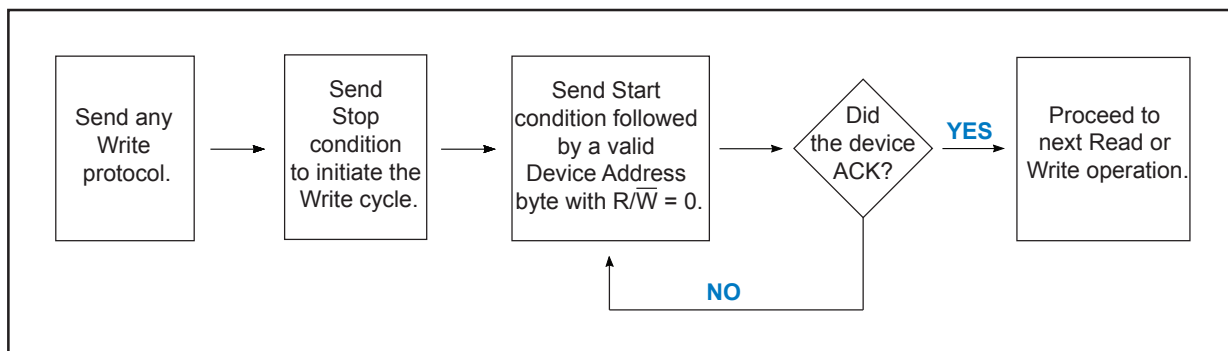 Send any
Write
protocol.
Send
Stop
condition
to initiate the
Write cycle.
Send Start
condition followed
by a valid
Device Address
byte with R/W̅ = 0.
Did
the device
ACK?
YES
Proceed to
next Read or
Write operation.
NO